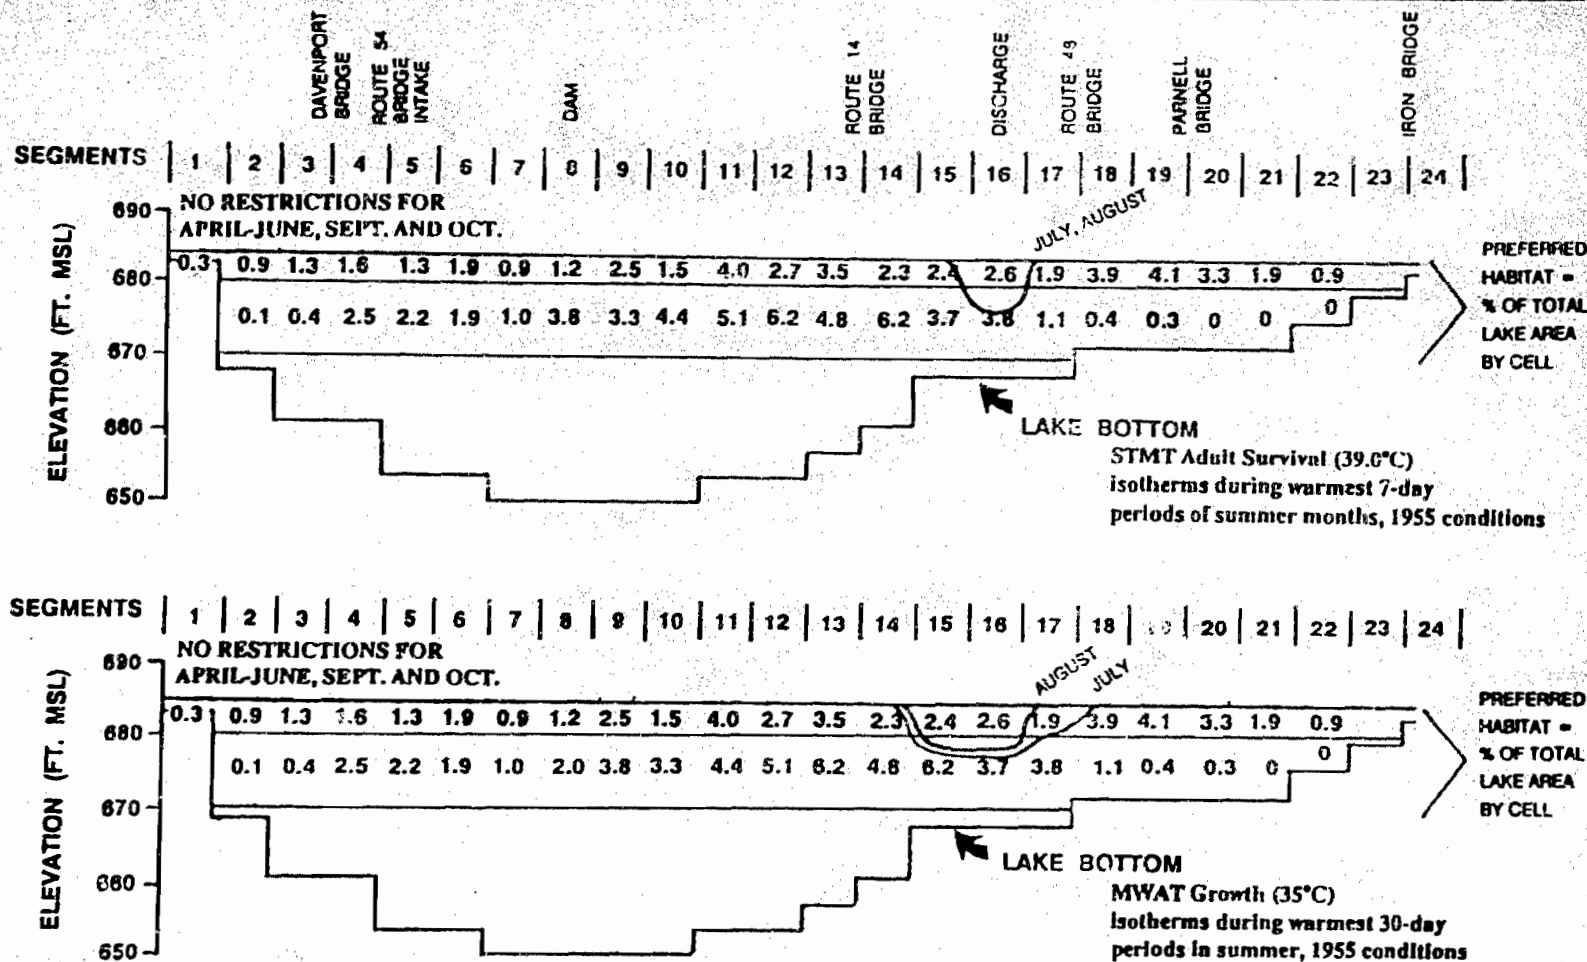 DAVENPORT
BRIDGE
ROUTE 54
BRIDGE
INTAKE
DAM
ROUTE 14
BRIDGE
DISCHARGE
ROUTE 48
BRIDGE
PARNELL
BRIDGE
IRON BRIDGE
SEGMENTS | 1 | 2 | 3 | 4 | 5 | 6 | 7 | 8 | 9 | 10 | 11 | 12 | 13 | 14 | 15 | 16 | 17 | 18 | 19 | 20 | 21 | 22 | 23 | 24 |
NO RESTRICTIONS FOR
APRIL-JUNE, SEPT. AND OCT.
JULY, AUGUST
ELEVATION (FT. MSL)
690
680
670
660
650
0.3 0.9 1.3 1.6 1.3 1.9 0.9 1.2 2.5 1.5 4.0 2.7 3.5 2.3 2.4 2.6 1.9 3.9 4.1 3.3 1.9 0.9
0.1 0.4 2.5 2.2 1.9 1.0 3.8 3.3 4.4 5.1 6.2 4.8 6.2 3.7 3.8 1.1 0.4 0.3 0 0 0
PREFERRED
HABITAT =
% OF TOTAL
LAKE AREA
BY CELL
LAKE BOTTOM
STMT Adult Survival (39.0°C)
isotherms during warmest 7-day
periods of summer months, 1955 conditions
SEGMENTS | 1 | 2 | 3 | 4 | 5 | 6 | 7 | 8 | 9 | 10 | 11 | 12 | 13 | 14 | 15 | 16 | 17 | 18 | 19 | 20 | 21 | 22 | 23 | 24 |
NO RESTRICTIONS FOR
APRIL-JUNE, SEPT. AND OCT.
AUGUST
JULY
ELEVATION (FT. MSL)
690
680
670
660
650
0.3 0.9 1.3 1.6 1.3 1.9 0.9 1.2 2.5 1.5 4.0 2.7 3.5 2.3 2.4 2.6 1.9 3.9 4.1 3.3 1.9 0.9
0.1 0.4 2.5 2.2 1.9 1.0 2.0 3.8 3.3 4.4 5.1 6.2 4.8 6.2 3.7 3.8 1.1 0.4 0.3 0 0
PREFERRED
HABITAT =
% OF TOTAL
LAKE AREA
BY CELL
LAKE BOTTOM
MWAT Growth (35°C)
isotherms during warmest 30-day
periods in summer, 1955 conditions